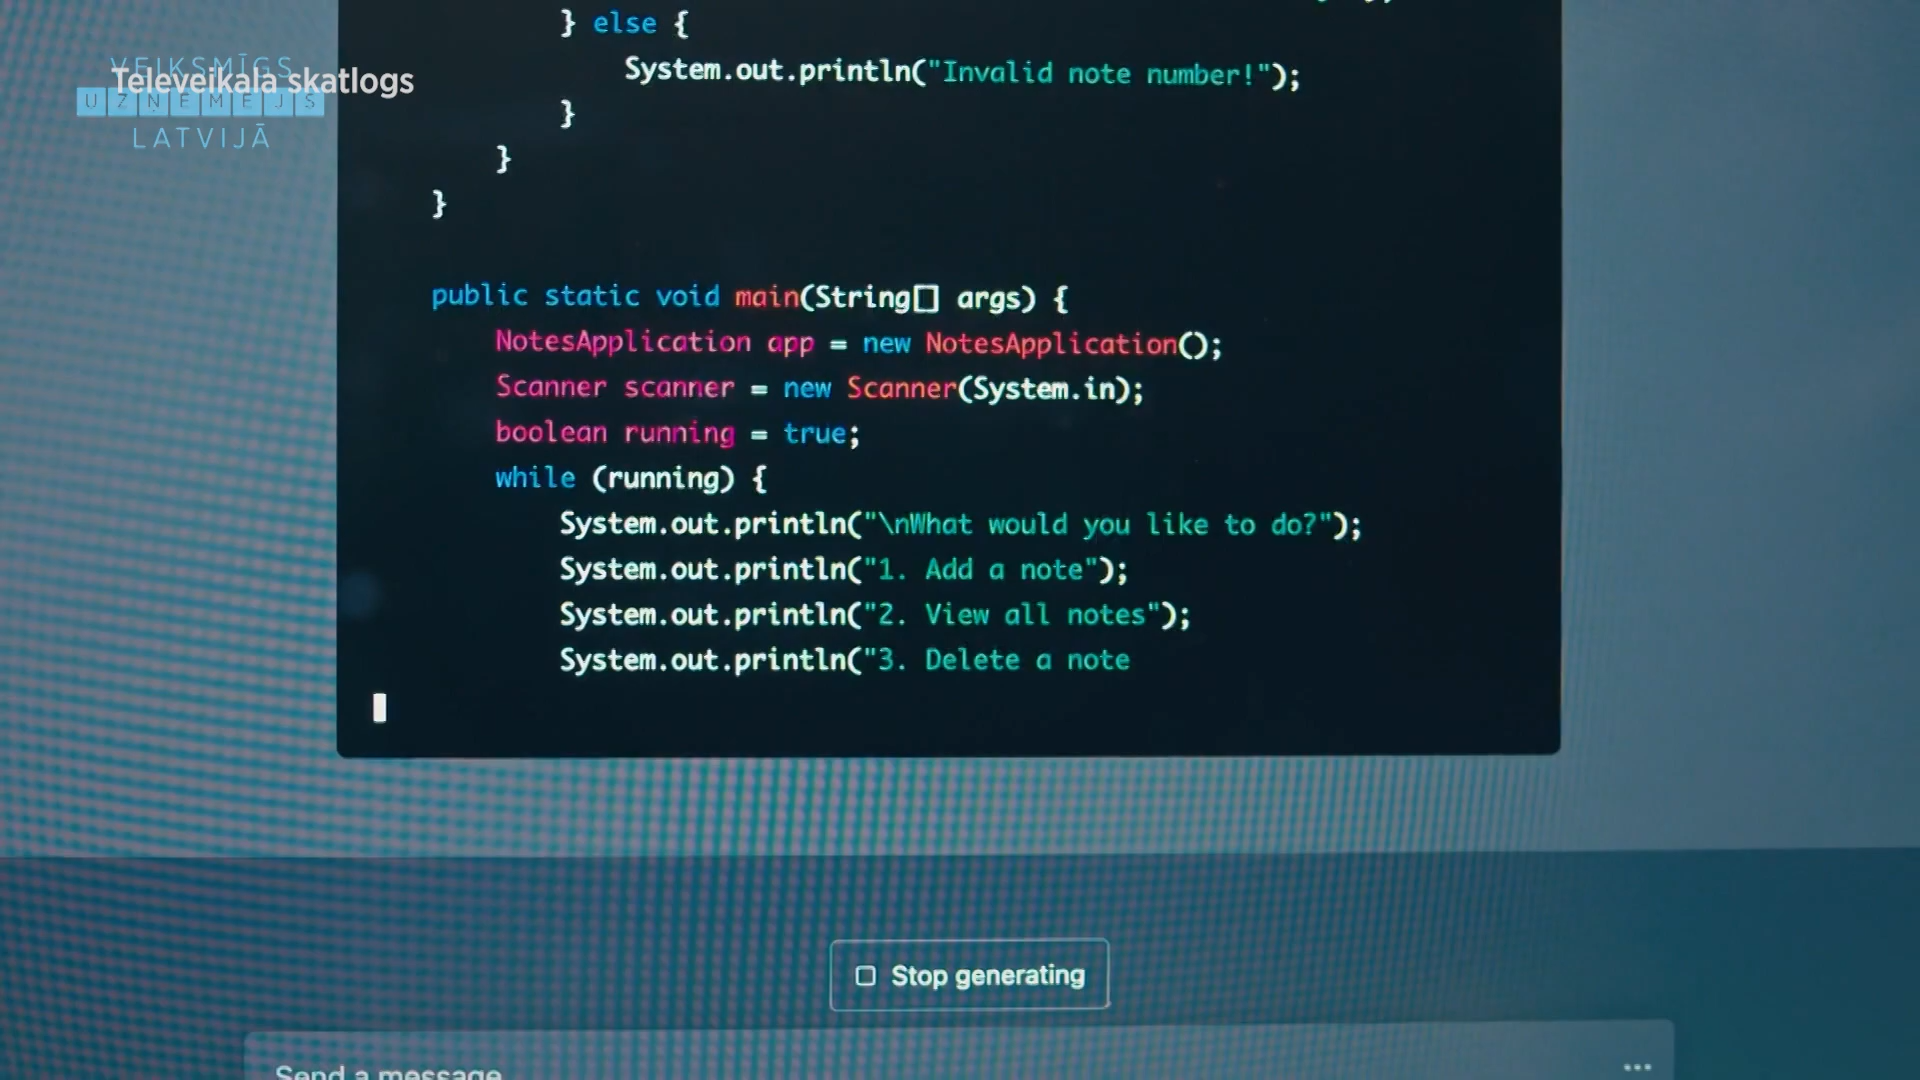 VEIKSMĪGS
Televeikala skatlogs
UZŅĒMĒJS
LATVIJĀ
} else {
System.out.println("Invalid note number!");
}
}
}
public static void main(String[] args) {
NotesApplication app = new NotesApplication();
Scanner scanner = new Scanner(System.in);
boolean running = true;
while (running) {
System.out.println("\nWhat would you like to do?");
System.out.println("1. Add a note");
System.out.println("2. View all notes");
System.out.println("3. Delete a note
Stop generating
Send a message
...